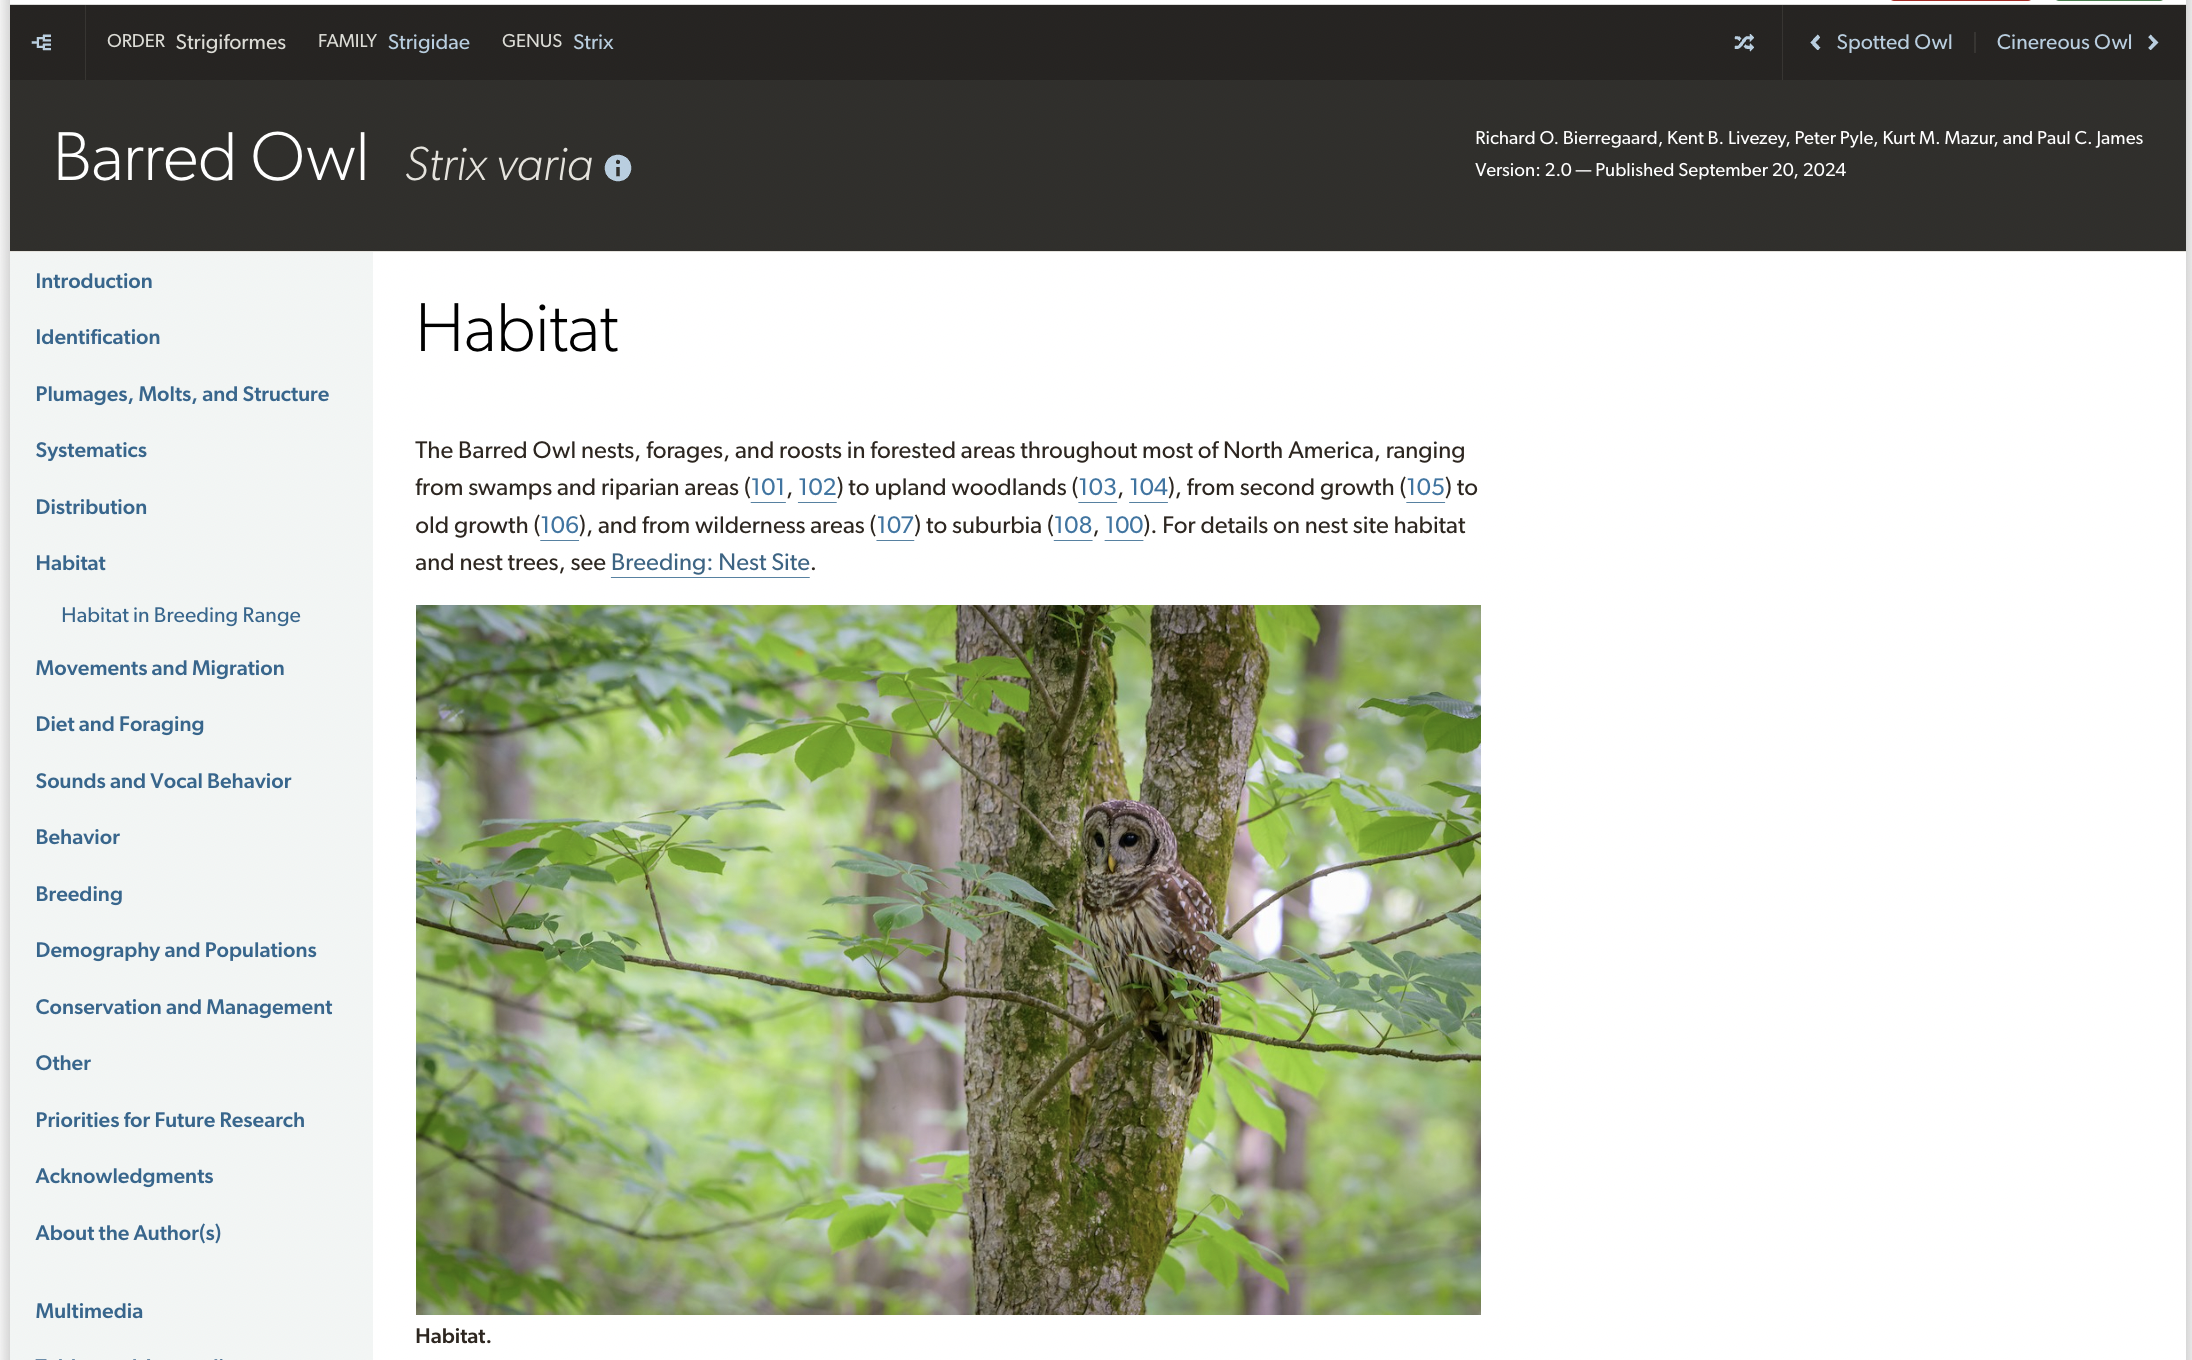 ORDER Strigiformes FAMILY Strigidae GENUS Strix Spotted Owl Cinereous Owl
Barred Owl Strix varia
Richard O. Bierregaard, Kent B. Livezey, Peter Pyle, Kurt M. Mazur, and Paul C. James
Version: 2.0 — Published September 20, 2024
Introduction
Identification
Plumages, Molts, and Structure
Systematics
Distribution
Habitat
Habitat in Breeding Range
Movements and Migration
Diet and Foraging
Sounds and Vocal Behavior
Behavior
Breeding
Demography and Populations
Conservation and Management
Other
Priorities for Future Research
Acknowledgments
About the Author(s)
Multimedia
Habitat
The Barred Owl nests, forages, and roosts in forested areas throughout most of North America, ranging
from swamps and riparian areas (101, 102) to upland woodlands (103, 104), from second growth (105) to
old growth (106), and from wilderness areas (107) to suburbia (108, 100). For details on nest site habitat
and nest trees, see Breeding: Nest Site.
Habitat.